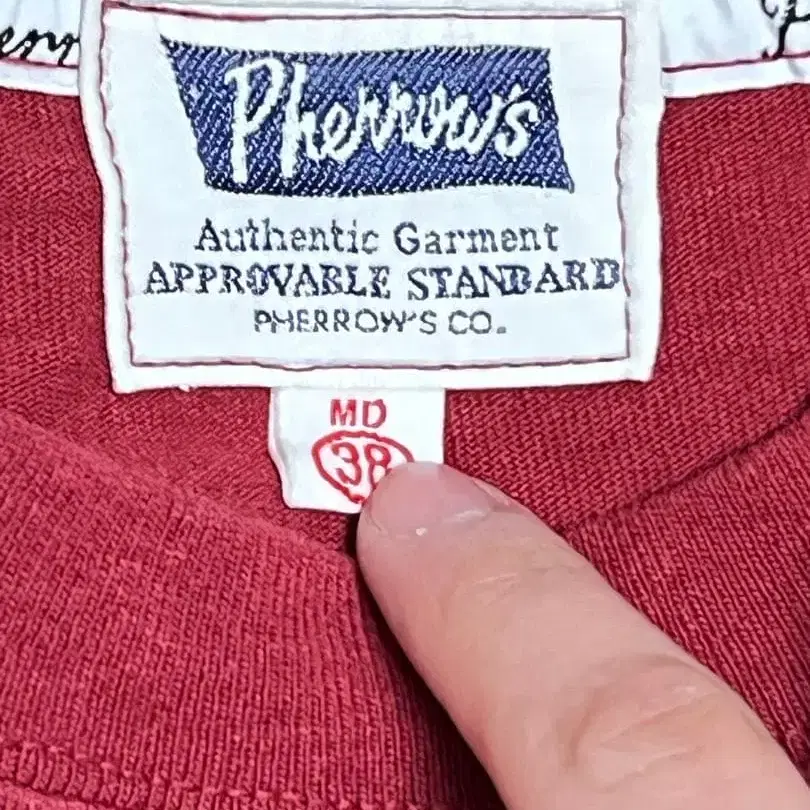 Pherrow's
Authentic Garment
APPROVABLE STANDARD
PHERROW'S CO.
MD
38